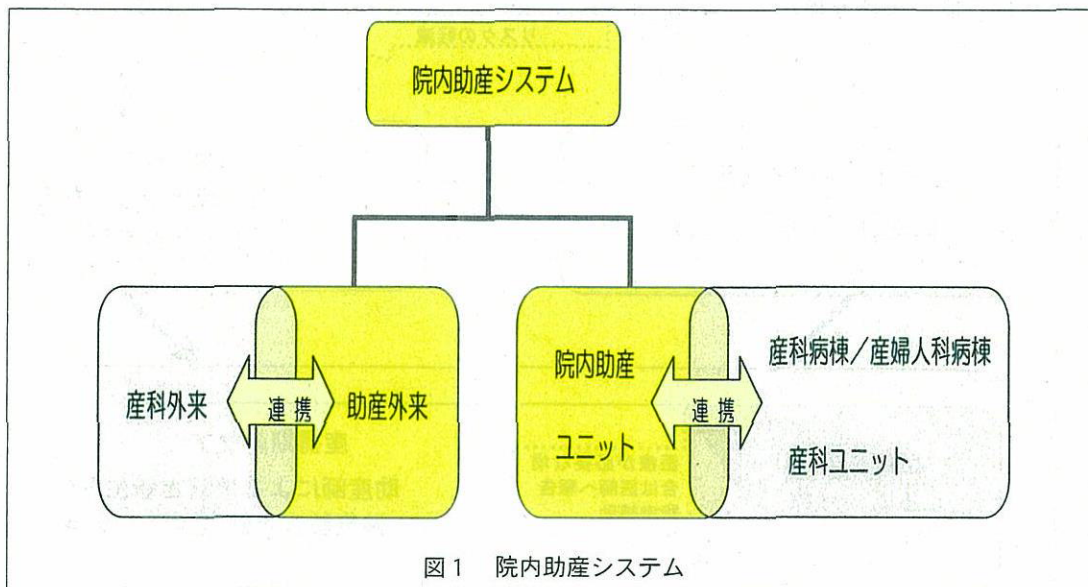 院内助産システム
産科外来
連携
助産外来
院内助産
ユニット
連携
産科病棟／産婦人科病棟
産科ユニット
図1 院内助産システム